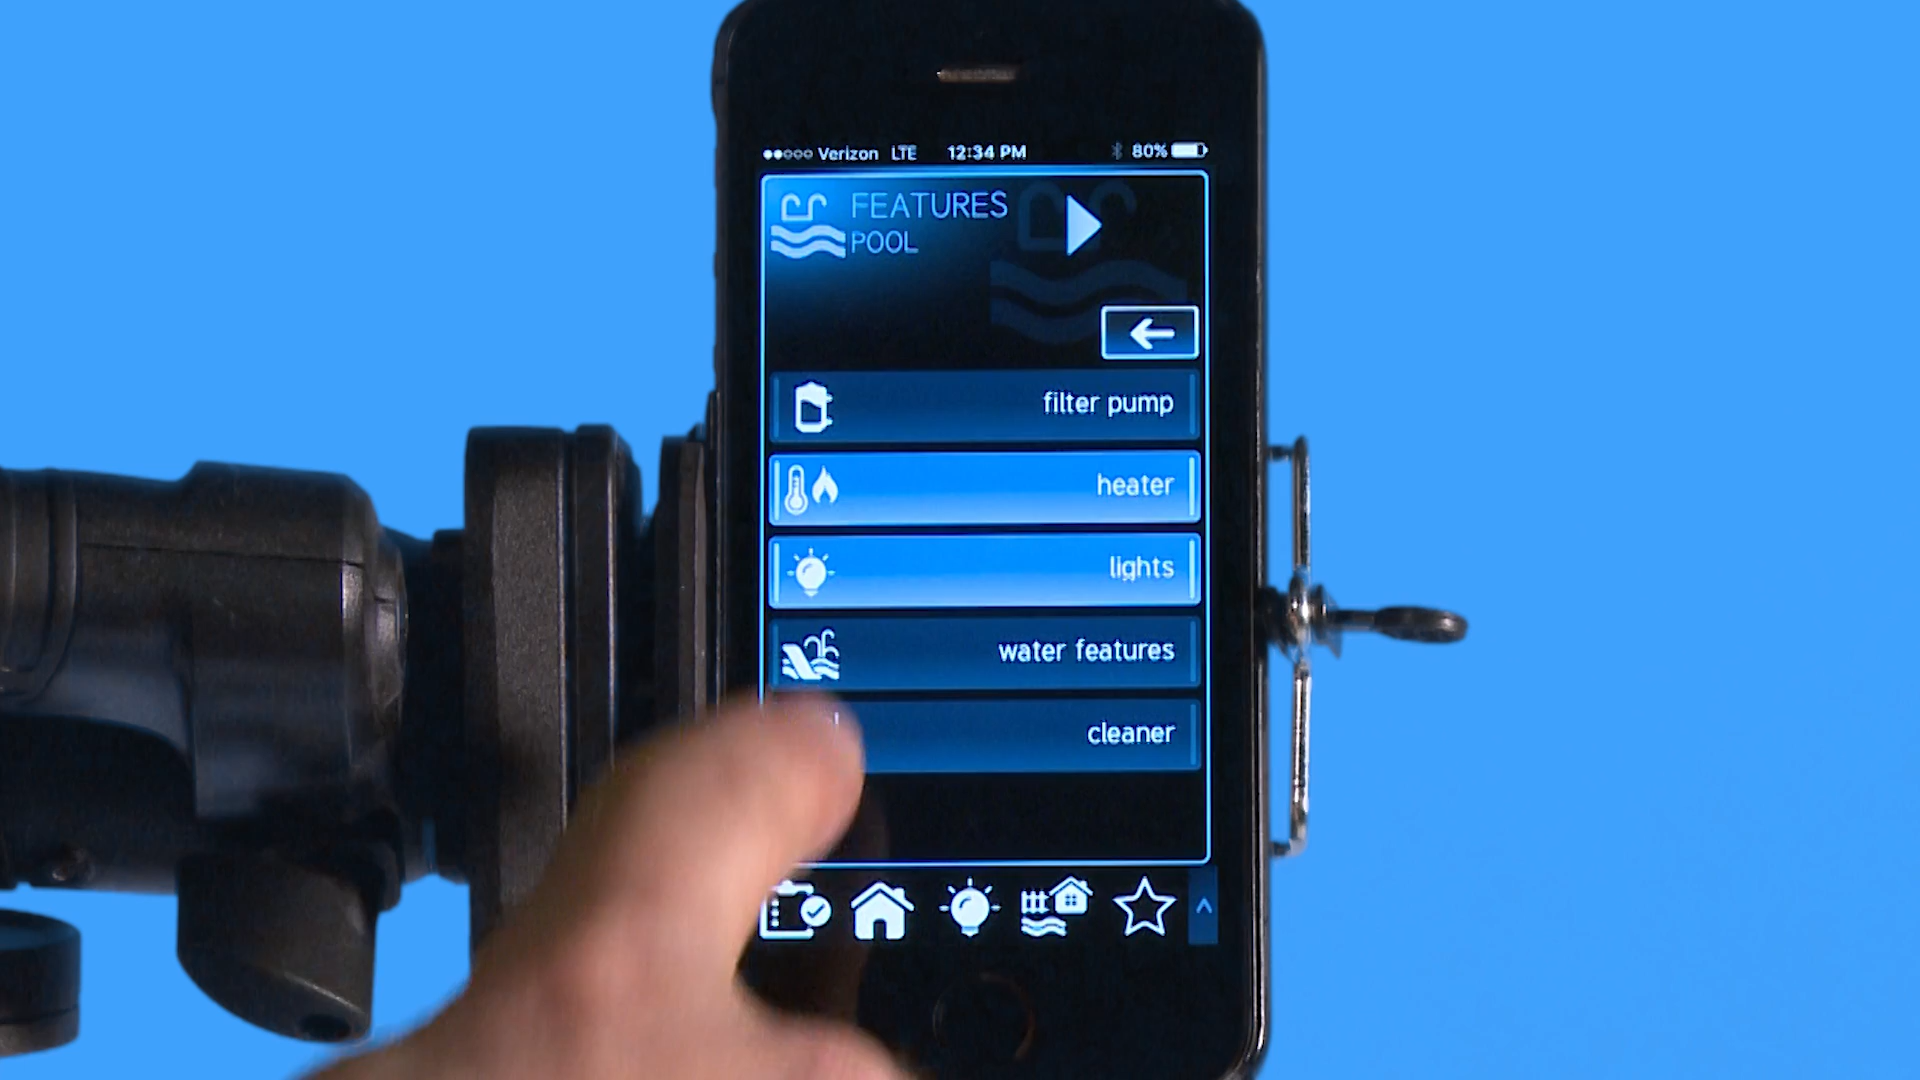 Verizon LTE 12:34 PM 80%
FEATURES
POOL
filter pump
heater
lights
water features
cleaner